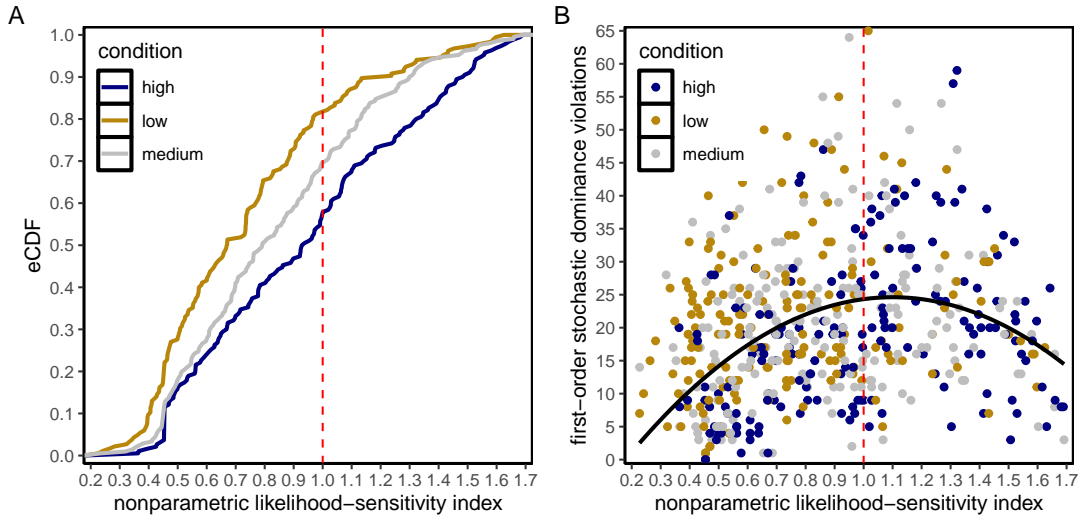 A
condition
high
low
medium
eCDF
1.0
0.9
0.8
0.7
0.6
0.5
0.4
0.3
0.2
0.1
0.0
0.2 0.3 0.4 0.5 0.6 0.7 0.8 0.9 1.0 1.1 1.2 1.3 1.4 1.5 1.6 1.7
nonparametric likelihood−sensitivity index
B
condition
high
low
medium
first−order stochastic dominance violations
65
60
55
50
45
40
35
30
25
20
15
10
5
0
0.2 0.3 0.4 0.5 0.6 0.7 0.8 0.9 1.0 1.1 1.2 1.3 1.4 1.5 1.6 1.7
nonparametric likelihood−sensitivity index